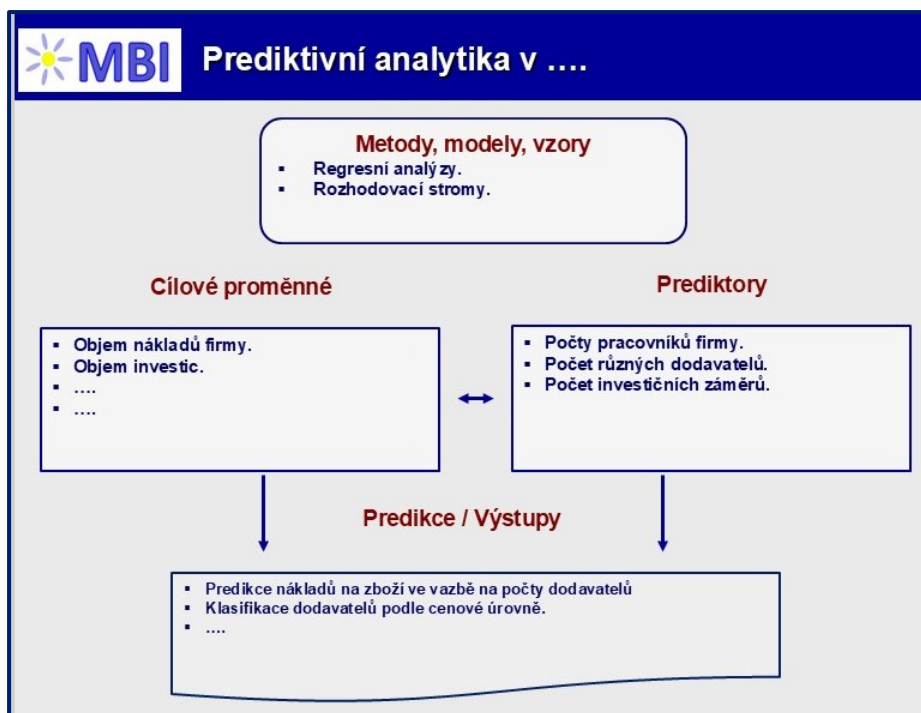 MBI
Prediktivní analytika v ....
Metody, modely, vzory
▪ Regresní analýzy.
▪ Rozhodovací stromy.
Cílové proměnné
Prediktory
▪ Objem nákladů firmy.
▪ Objem investic.
▪ ....
▪ ....
▪ Počty pracovníků firmy.
▪ Počet různých dodavatelů.
▪ Počet investičních záměrů.
Predikce / Výstupy
▪ Predikce nákladů na zboží ve vazbě na počty dodavatelů
▪ Klasifikace dodavatelů podle cenové úrovně.
▪ ....